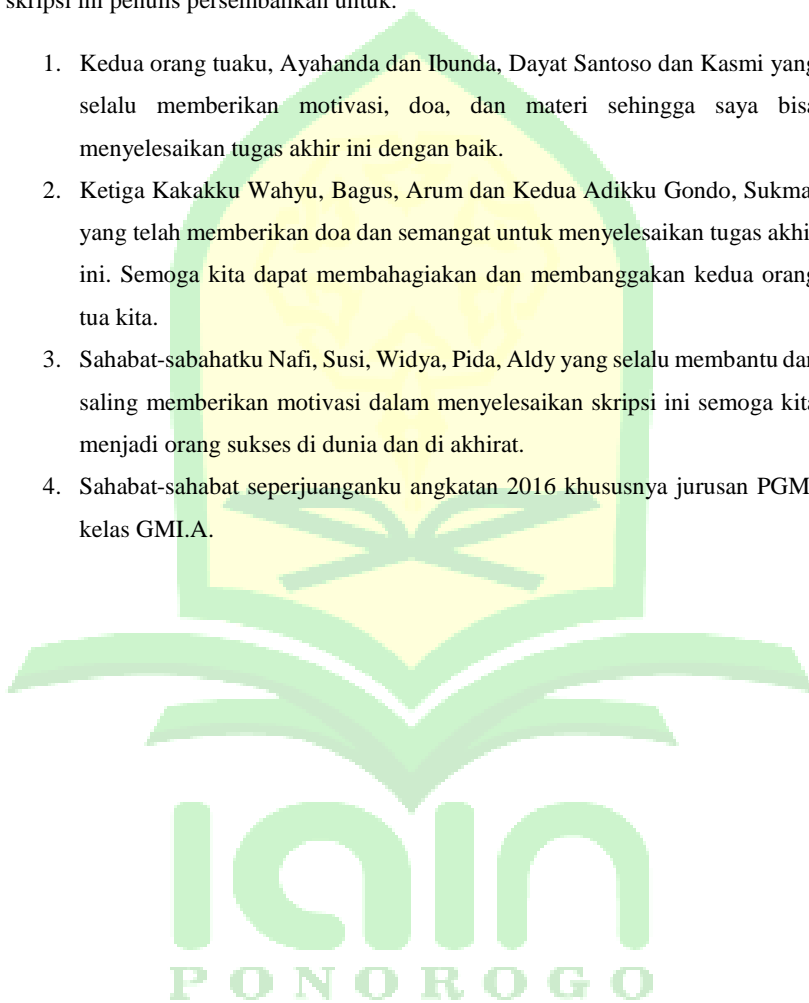 skripsi ini penulis persembahkan untuk:
1. Kedua orang tuaku, Ayahanda dan Ibunda, Dayat Santoso dan Kasmi yang
selalu memberikan motivasi, doa, dan materi sehingga saya bisa
menyelesaikan tugas akhir ini dengan baik.
2. Ketiga Kakakku Wahyu, Bagus, Arum dan Kedua Adikku Gondo, Sukma
yang telah memberikan doa dan semangat untuk menyelesaikan tugas akhi
ini. Semoga kita dapat membahagiakan dan membanggakan kedua orang
tua kita.
3. Sahabat-sabahatku Nafi, Susi, Widya, Pida, Aldy yang selalu membantu dan
saling memberikan motivasi dalam menyelesaikan skripsi ini semoga kita
menjadi orang sukses di dunia dan di akhirat.
4. Sahabat-sahabat seperjuanganku angkatan 2016 khususnya jurusan PGM
kelas GMI.A.
iain
PONOROGO